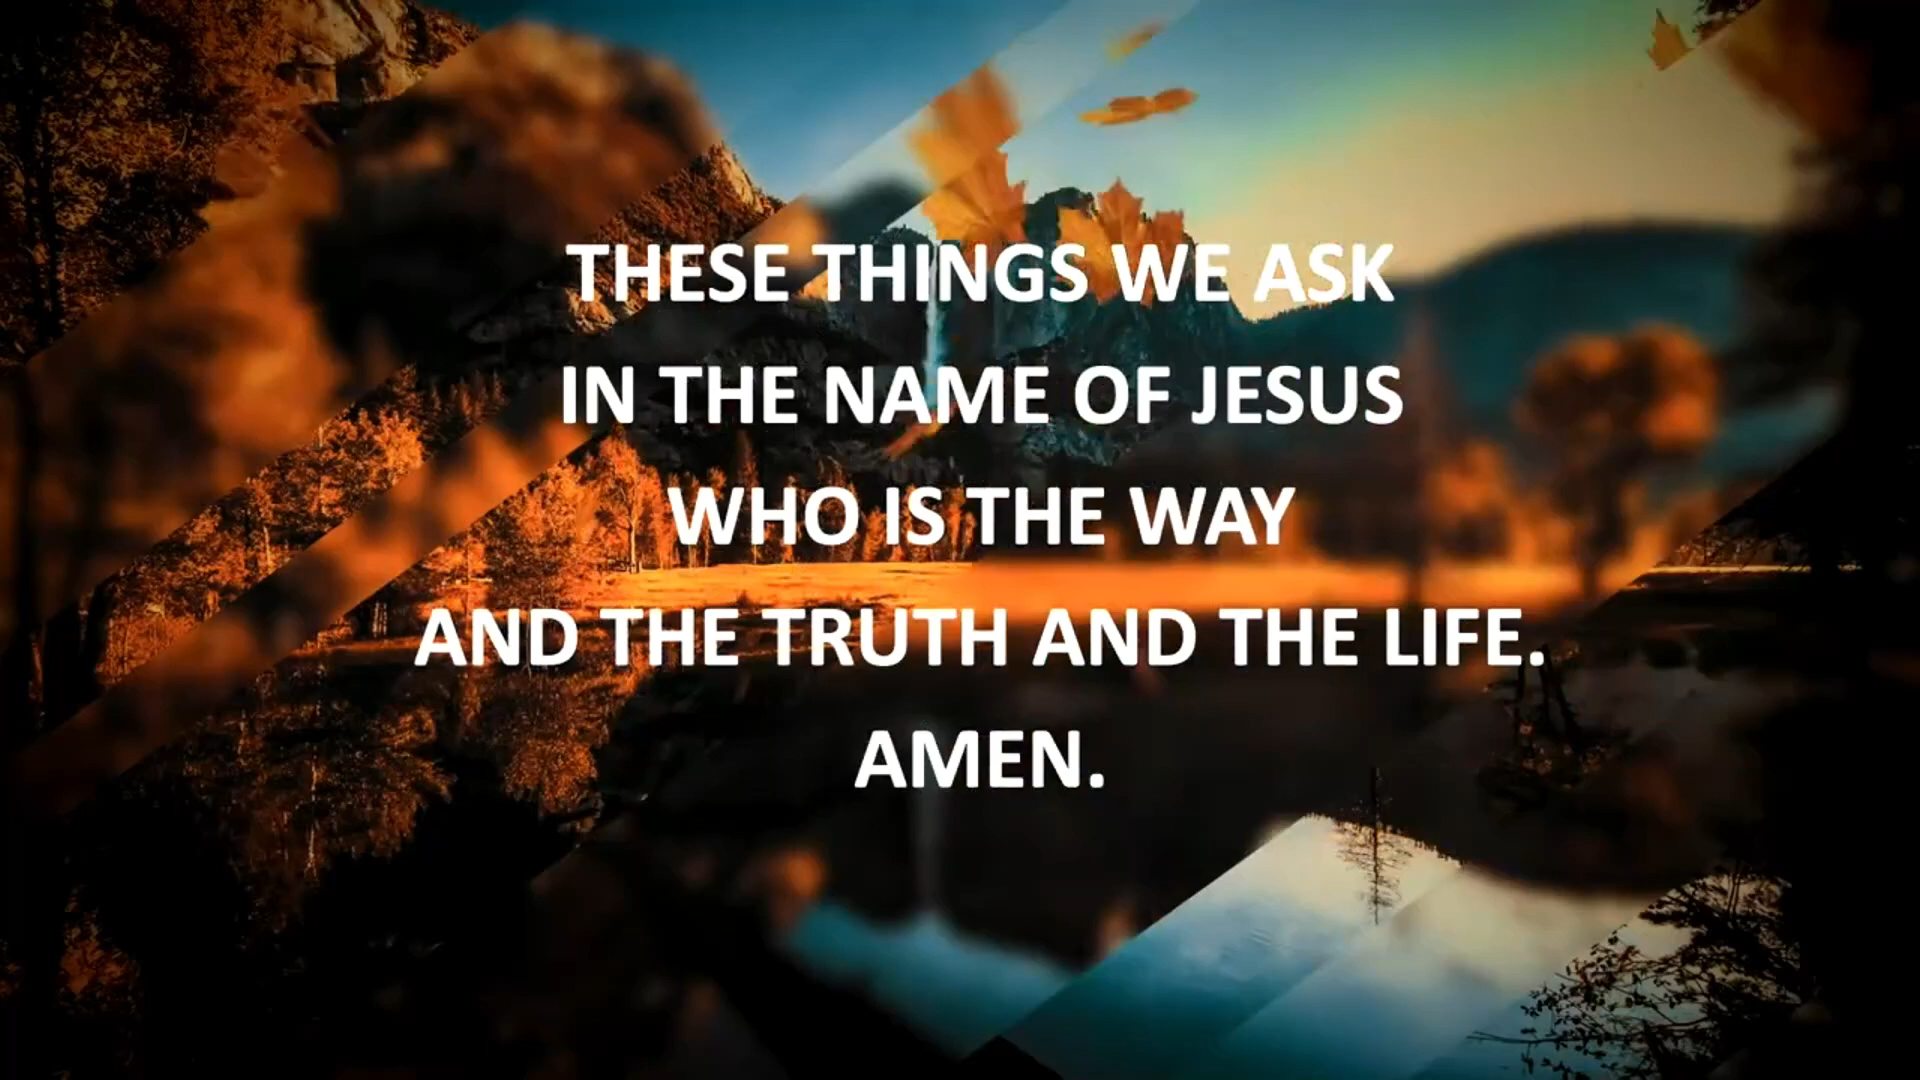 THESE THINGS WE ASK
IN THE NAME OF JESUS
WHO IS THE WAY
AND THE TRUTH AND THE LIFE.
AMEN.